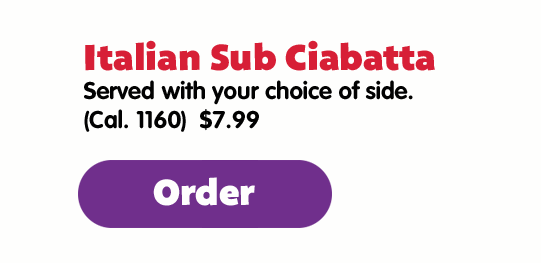 Italian Sub Ciabatta
Served with your choice of side.
(Cal. 1160) $7.99
Order